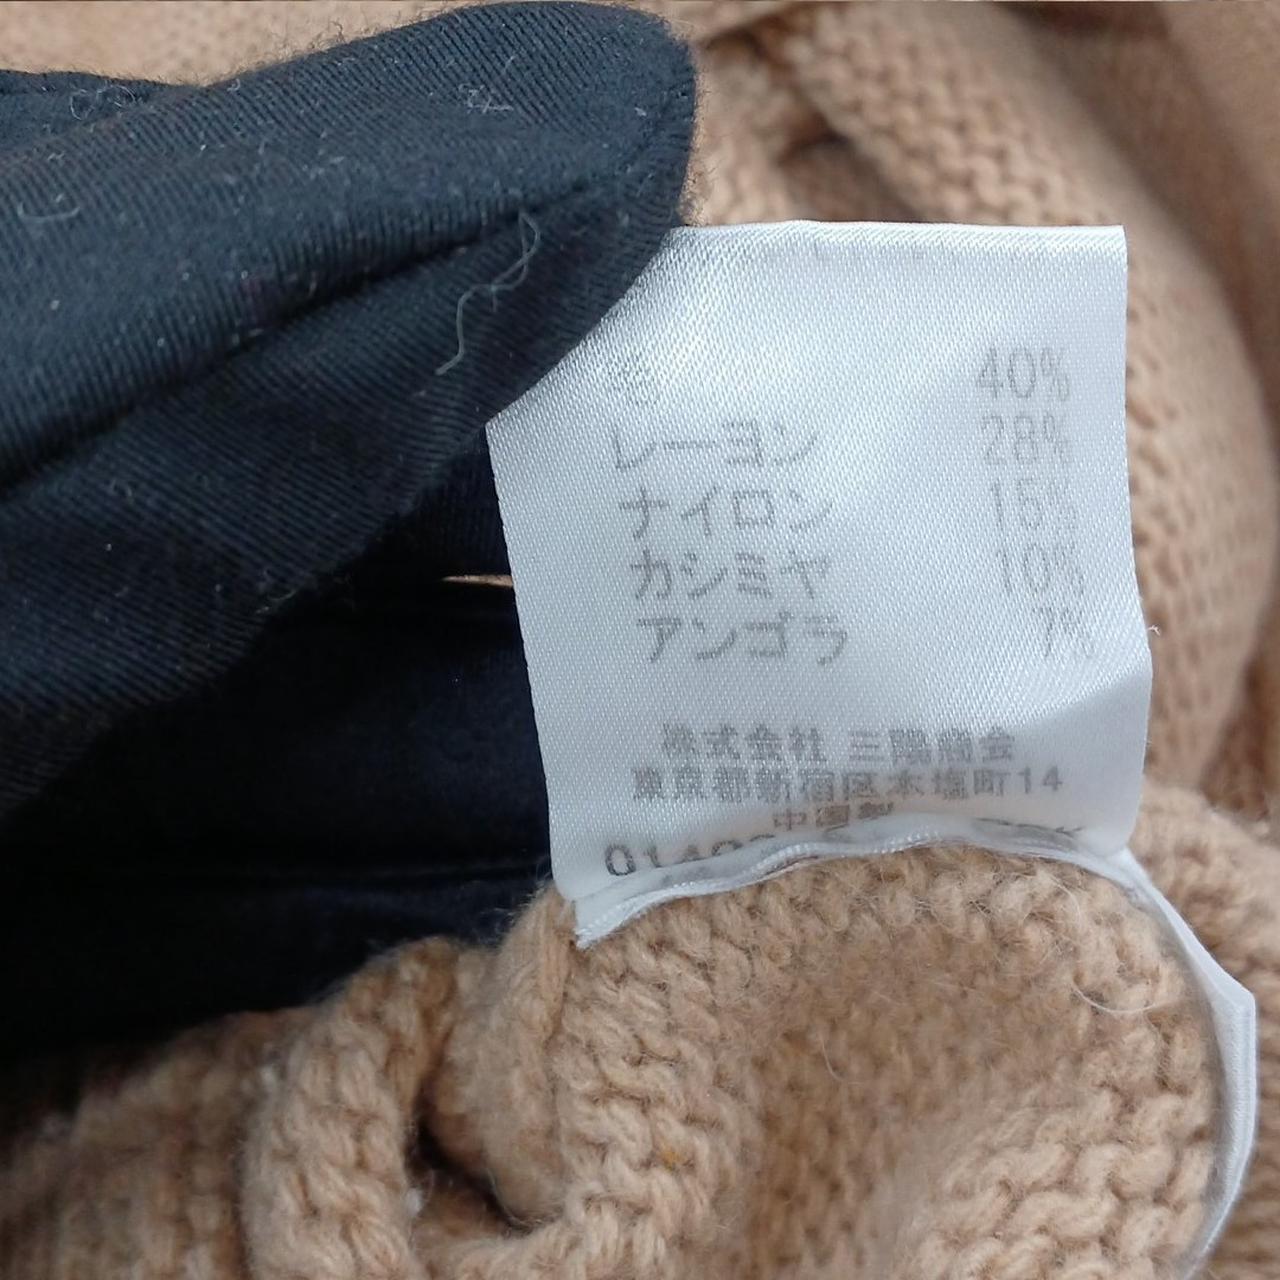 40%
レーヨン 28%
ナイロン 15%
カシミヤ 10%
アンゴラ 7%
株式会社 三陽商会
東京都新宿区本塩町14
中国製